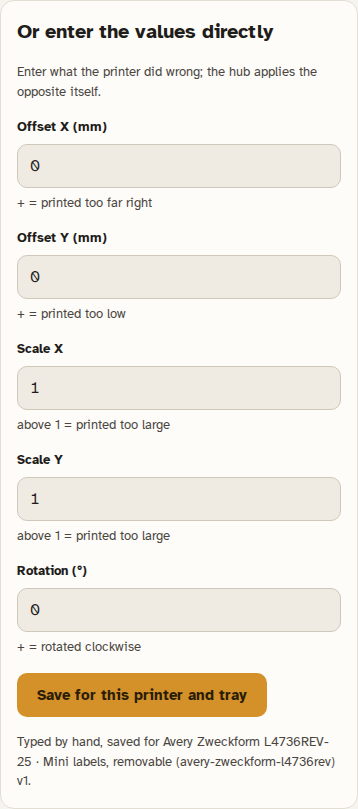 Or enter the values directly
Enter what the printer did wrong; the hub applies the
opposite itself.
Offset X (mm)
0
+ = printed too far right
Offset Y (mm)
0
+ = printed too low
Scale X
1
above 1 = printed too large
Scale Y
1
above 1 = printed too large
Rotation (°)
0
+ = rotated clockwise
Save for this printer and tray
Typed by hand, saved for Avery Zweckform L4736REV-
25 · Mini labels, removable (avery-zweckform-l4736rev)
v1.